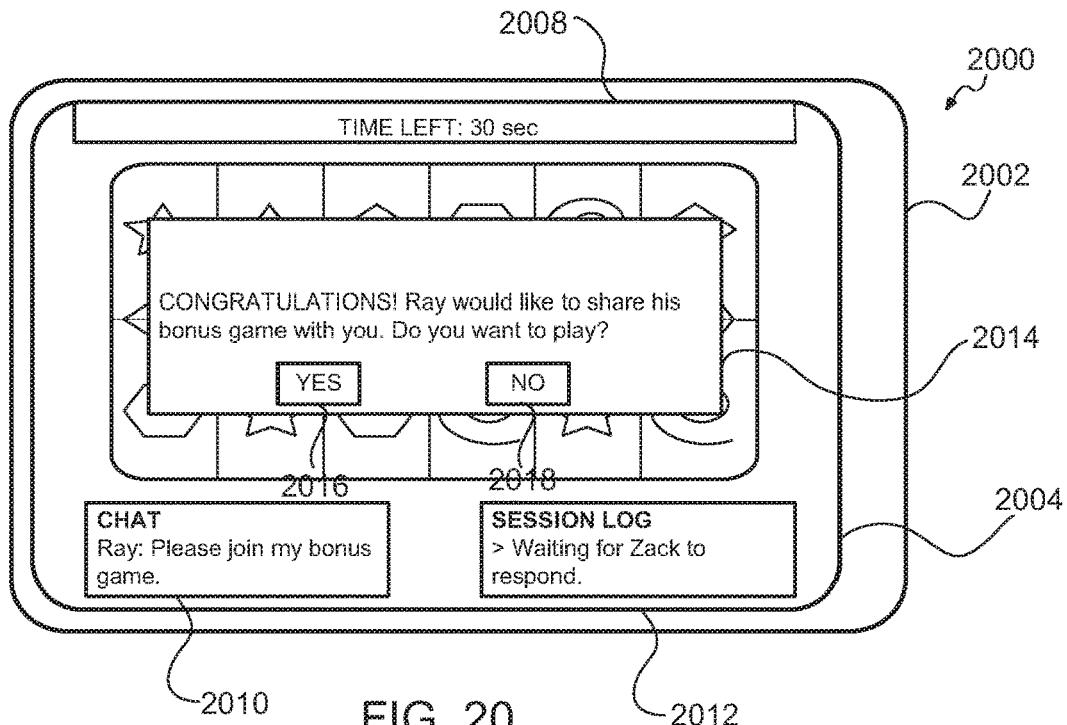 2008
2000
TIME LEFT: 30 sec
2002
CONGRATULATIONS! Ray would like to share his
bonus game with you. Do you want to play?
2014
YES
NO
2016
2018
2004
CHAT
Ray: Please join my bonus
game.
SESSION LOG
> Waiting for Zack to
respond.
2010
FIG. 20
2012